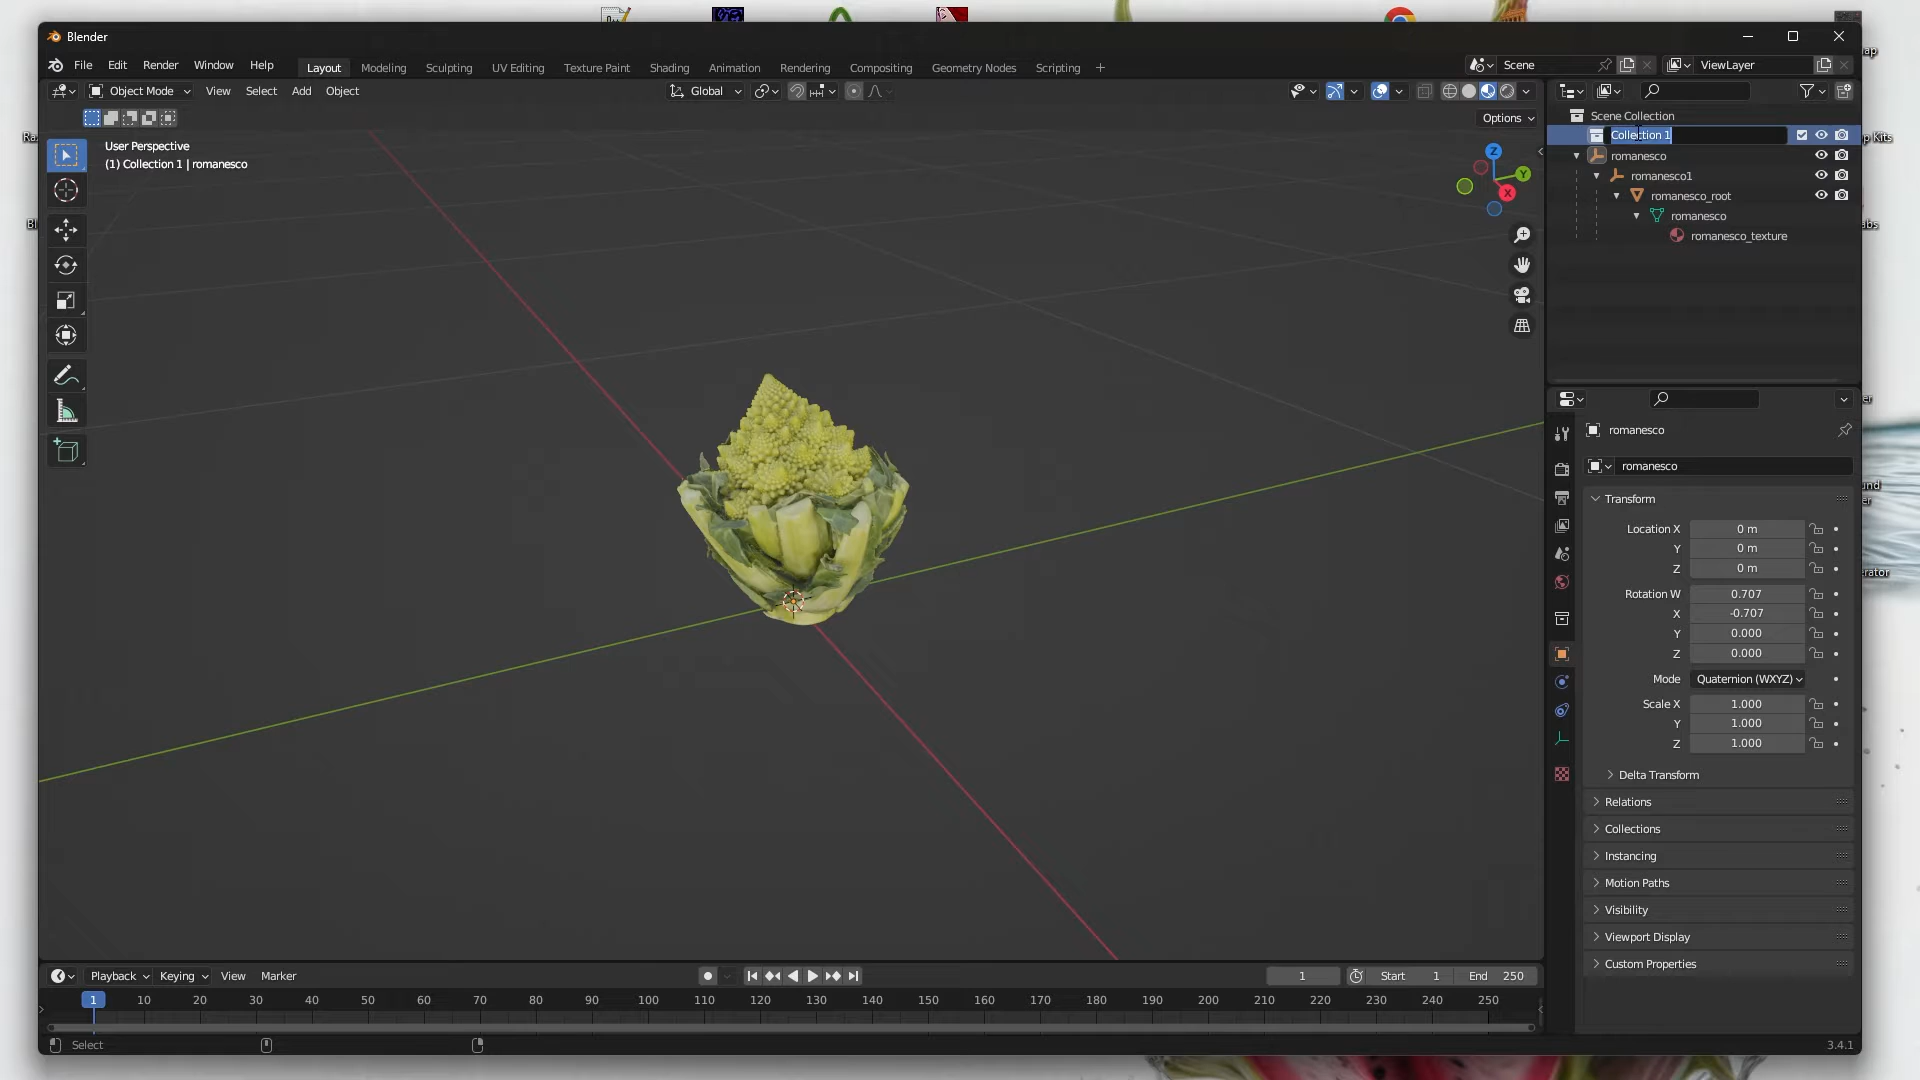 Blender
File Edit Render Window Help Layout Modeling Sculpting UV Editing Texture Paint Shading Animation Rendering Compositing Geometry Nodes Scripting + Scene ViewLayer
Object Mode View Select Add Object Global
Options
User Perspective
(1) Collection 1 | romanesco
Z
Y
X
Scene Collection
Collection 1
romanesco
romanesco1
romanesco_root
romanesco
romanesco_texture
romanesco
romanesco
Transform
Location X 0 m
Y 0 m
Z 0 m
Rotation W 0.707
X -0.707
Y 0.000
Z 0.000
Mode Quaternion (WXYZ)
Scale X 1.000
Y 1.000
Z 1.000
Delta Transform
Relations
Collections
Instancing
Motion Paths
Visibility
Viewport Display
Custom Properties
Playback Keying View Marker 1 Start 1 End 250
1 10 20 30 40 50 60 70 80 90 100 110 120 130 140 150 160 170 180 190 200 210 220 230 240 250
Select 3.4.1